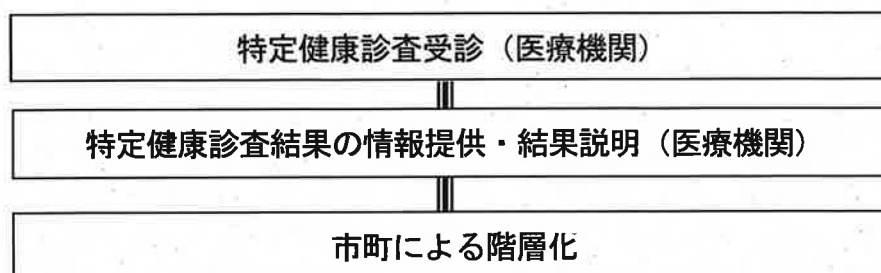 特定健康診査受診（医療機関）
特定健康診査結果の情報提供・結果説明（医療機関）
市町による階層化